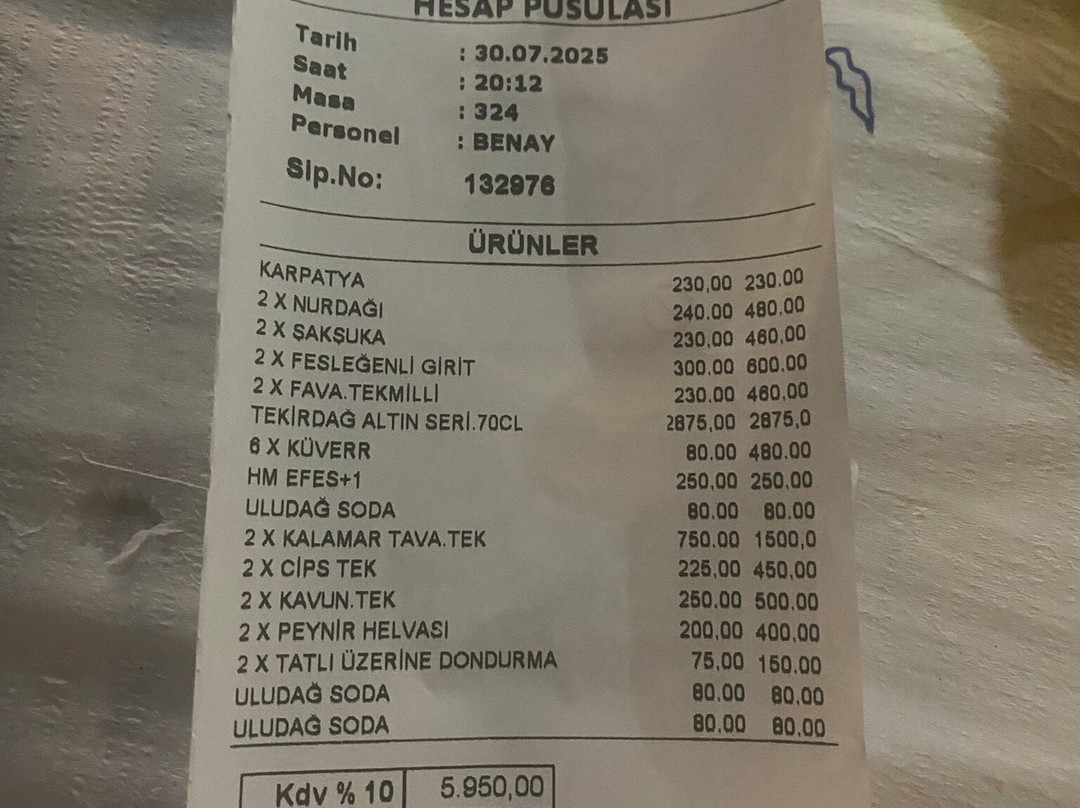 HESAP PUSULASI
Tarih : 30.07.2025
Saat : 20:12
Masa : 324
Personel : BENAY
Sip.No: 132976
ÜRÜNLER
KARPATYA 230,00 230.00
2 X NURDAĞI 240.00 480.00
2 X ŞAKŞUKA 230,00 460,00
2 X FESLEĞENLİ GİRİT 300.00 600.00
2 X FAVA.TEKMİLLİ 230.00 460,00
TEKİRDAĞ ALTIN SERİ.70CL 2875,00 2875,0
6 X KÜVERR 80.00 480.00
HM EFES+1 250,00 250,00
ULUDAĞ SODA 80.00 80.00
2 X KALAMAR TAVA.TEK 750.00 1500,0
2 X CİPS TEK 225,00 450,00
2 X KAVUN.TEK 250.00 500.00
2 X PEYNİR HELVASI 200,00 400,00
2 X TATLI ÜZERİNE DONDURMA 75,00 150.00
ULUDAĞ SODA 80.00 80,00
ULUDAĞ SODA 80,00 80,00
Kdv % 10 5.950,00